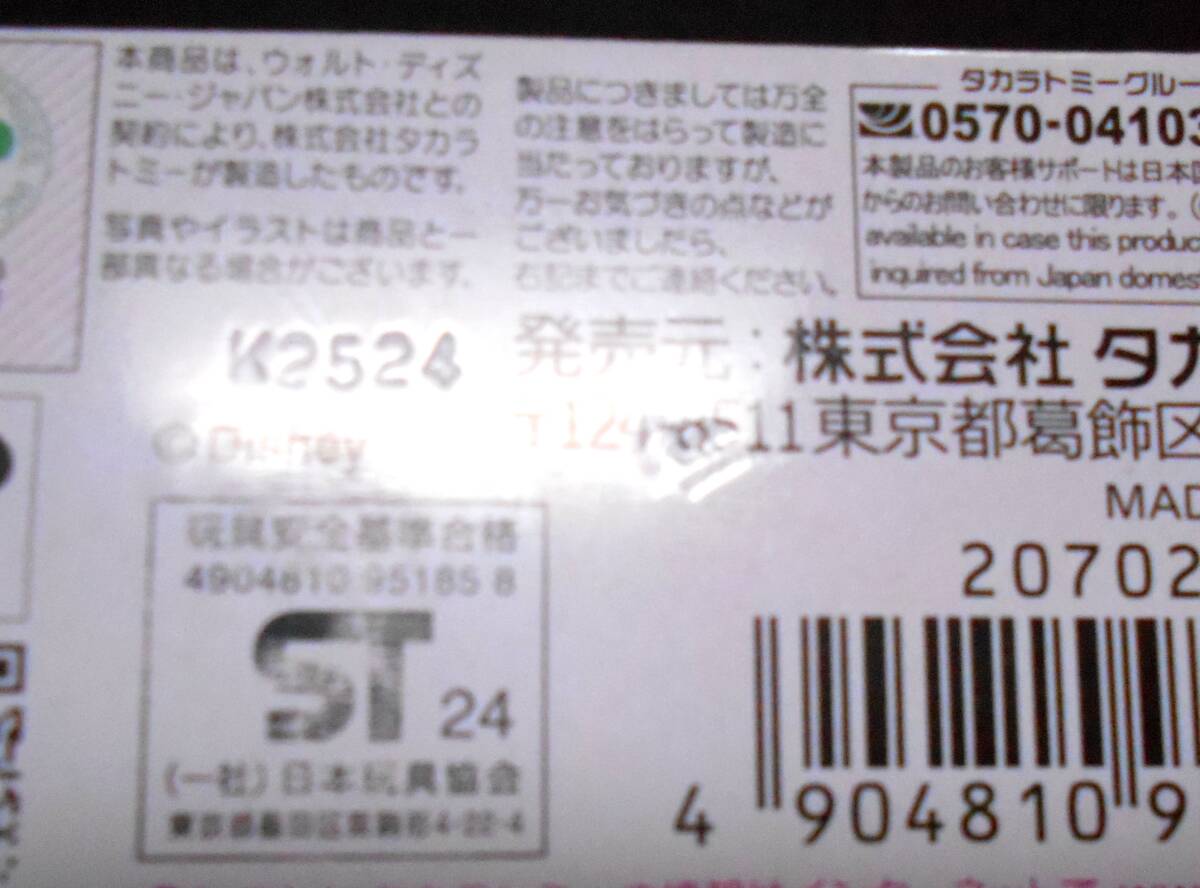 本商品は、ウォルト・ディズ
ニー・ジャパン株式会社との
契約により、株式会社タカラ
トミーが製造したものです。
写真やイラストは商品と一
部異なる場合がございます。
製品につきましては万全
の注意をはらって製造に
当たっておりますが、
万一お気づきの点などが
ございましたら、
右記までご連絡ください。
タカラトミーグルー
0570-04103
本製品のお客様サポートは日本国
からのお問い合わせに限ります。(
available in case this produc
inquired from Japan domes
K2524
© Disney
発売元:株式会社 タカ
511東京都葛飾区
MAD
20702
玩具安全基準合格
4904810 95185 8
ST 24
(一社)日本玩具協会
東京都墨田区東駒形4-22-4
4 904810 9